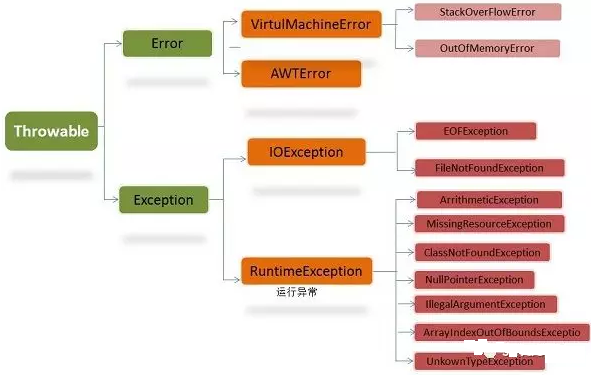 Throwable
Error
VirtulMachineError
StackOverFlowError
OutOfMemoryError
AWTError
Exception
IOException
EOFException
FileNotFoundException
RuntimeException
运行异常
ArrithmeticException
MissingResourceException
ClassNotFoundException
NullPointerException
IllegalArgumentException
ArrayIndexOutOfBoundsExceptio
UnkownTypeException